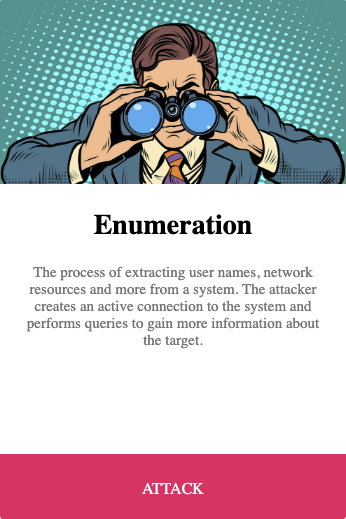 Enumeration
The process of extracting user names, network
resources and more from a system. The attacker
creates an active connection to the system and
performs queries to gain more information about
the target.
ATTACK